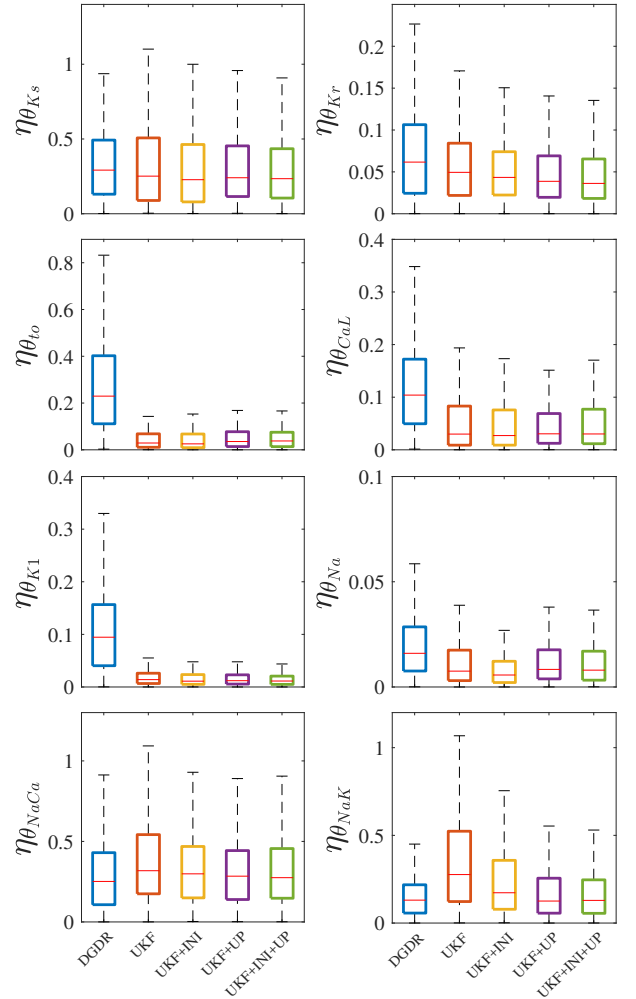 η_{θ_{Ks}}
1
0.5
0
η_{θ_{Kr}}
0.2
0.15
0.1
0.05
0
η_{θ_{to}}
0.8
0.6
0.4
0.2
0
η_{θ_{CaL}}
0.4
0.3
0.2
0.1
0
η_{θ_{K1}}
0.4
0.3
0.2
0.1
0
η_{θ_{Na}}
0.1
0.05
0
η_{θ_{NaCa}}
1
0.5
0
η_{θ_{NaK}}
1
0.5
0
DGDR
UKF
UKF+INI
UKF+UP
UKF+INI+UP
DGDR
UKF
UKF+INI
UKF+UP
UKF+INI+UP